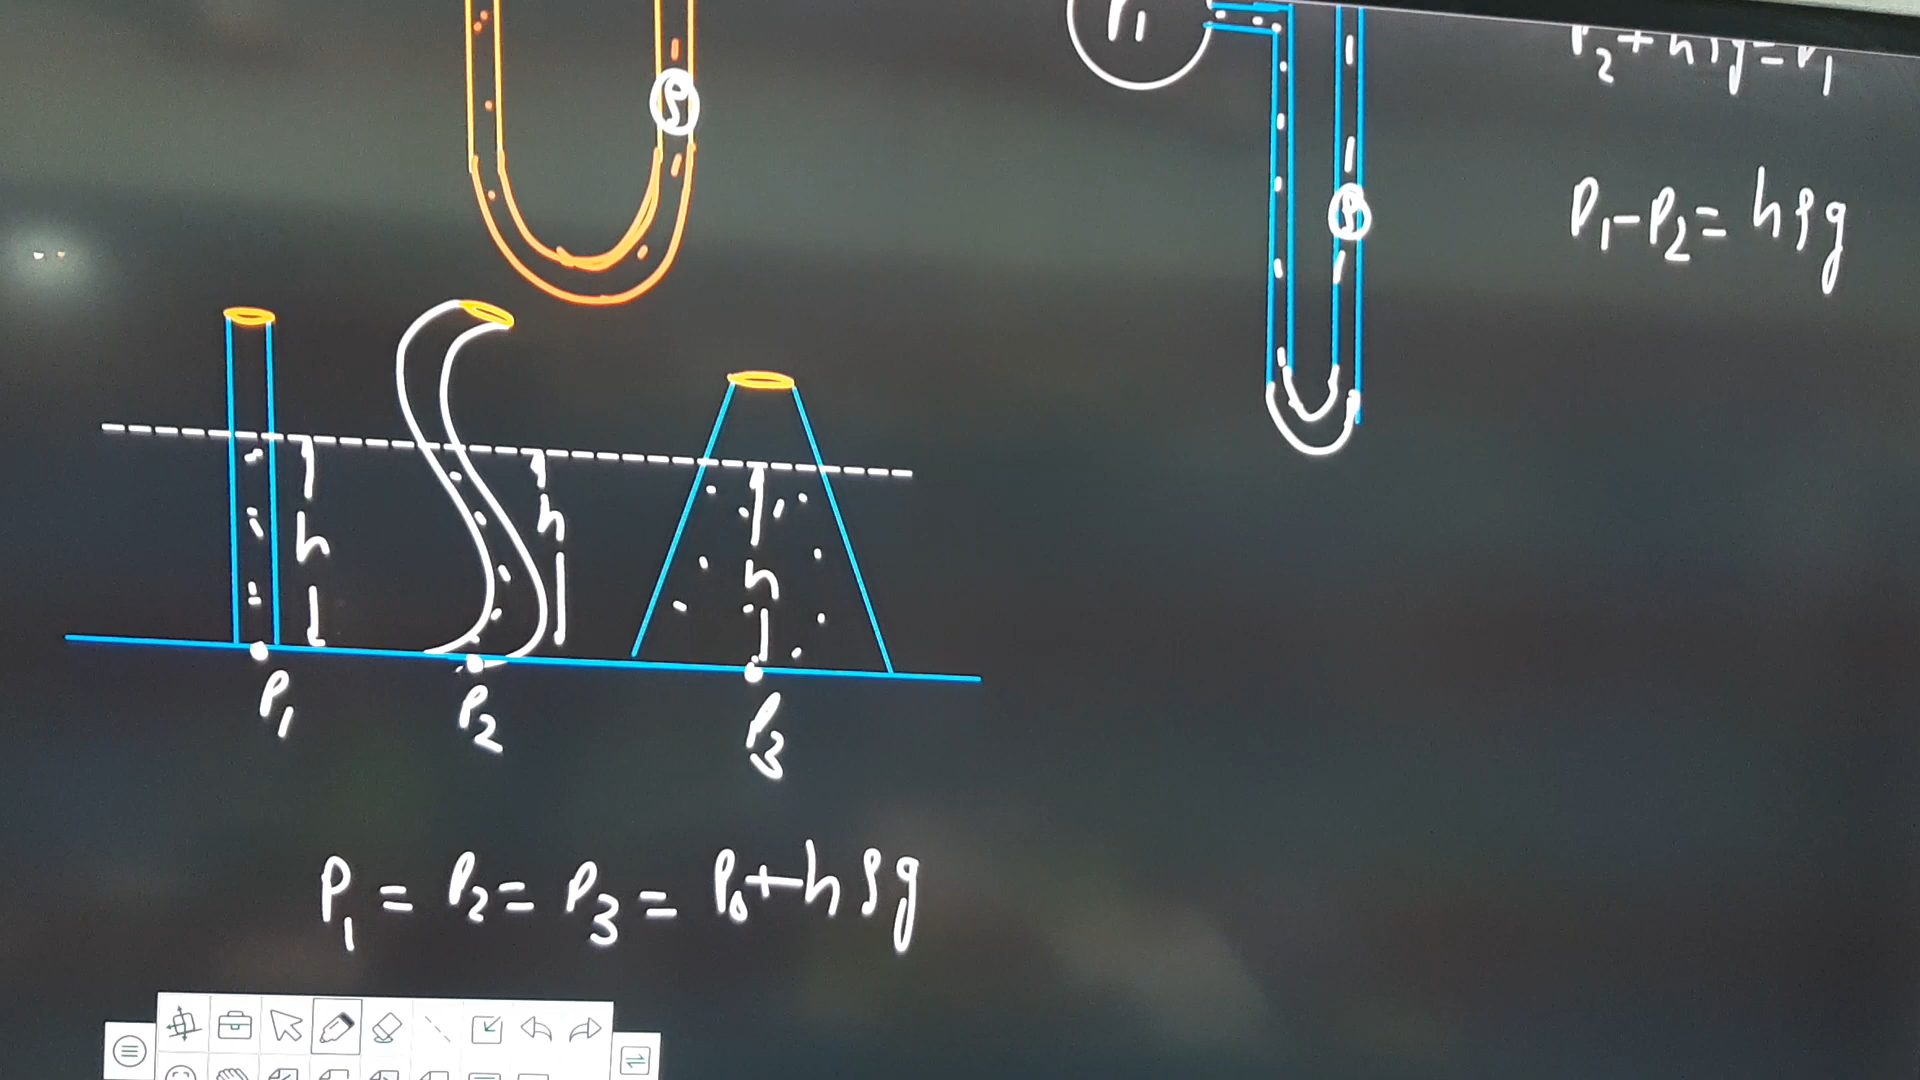 ρ
P₁
P₂ + hρg = P₁
ρ
P₁ - P₂ = hρg
h
h
h
P₁
P₂
P₃
P₁ = P₂ = P₃ = P₀ + hρg